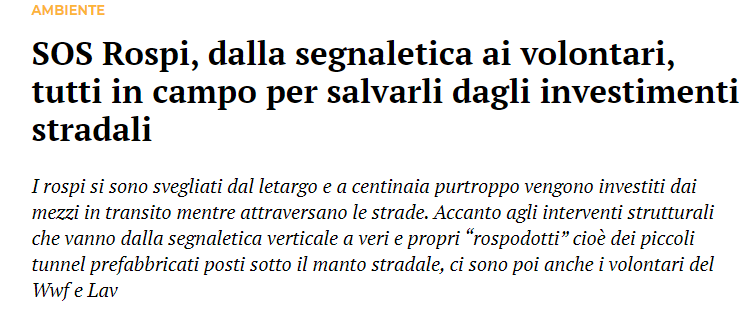 AMBIENTE
SOS Rospi, dalla segnaletica ai volontari,
tutti in campo per salvarli dagli investimenti
stradali
I rospi si sono svegliati dal letargo e a centinaia purtroppo vengono investiti dai
mezzi in transito mentre attraversano le strade. Accanto agli interventi strutturali
che vanno dalla segnaletica verticale a veri e propri “rospodotti” cioè dei piccoli
tunnel prefabbricati posti sotto il manto stradale, ci sono poi anche i volontari del
Wwf e Lav